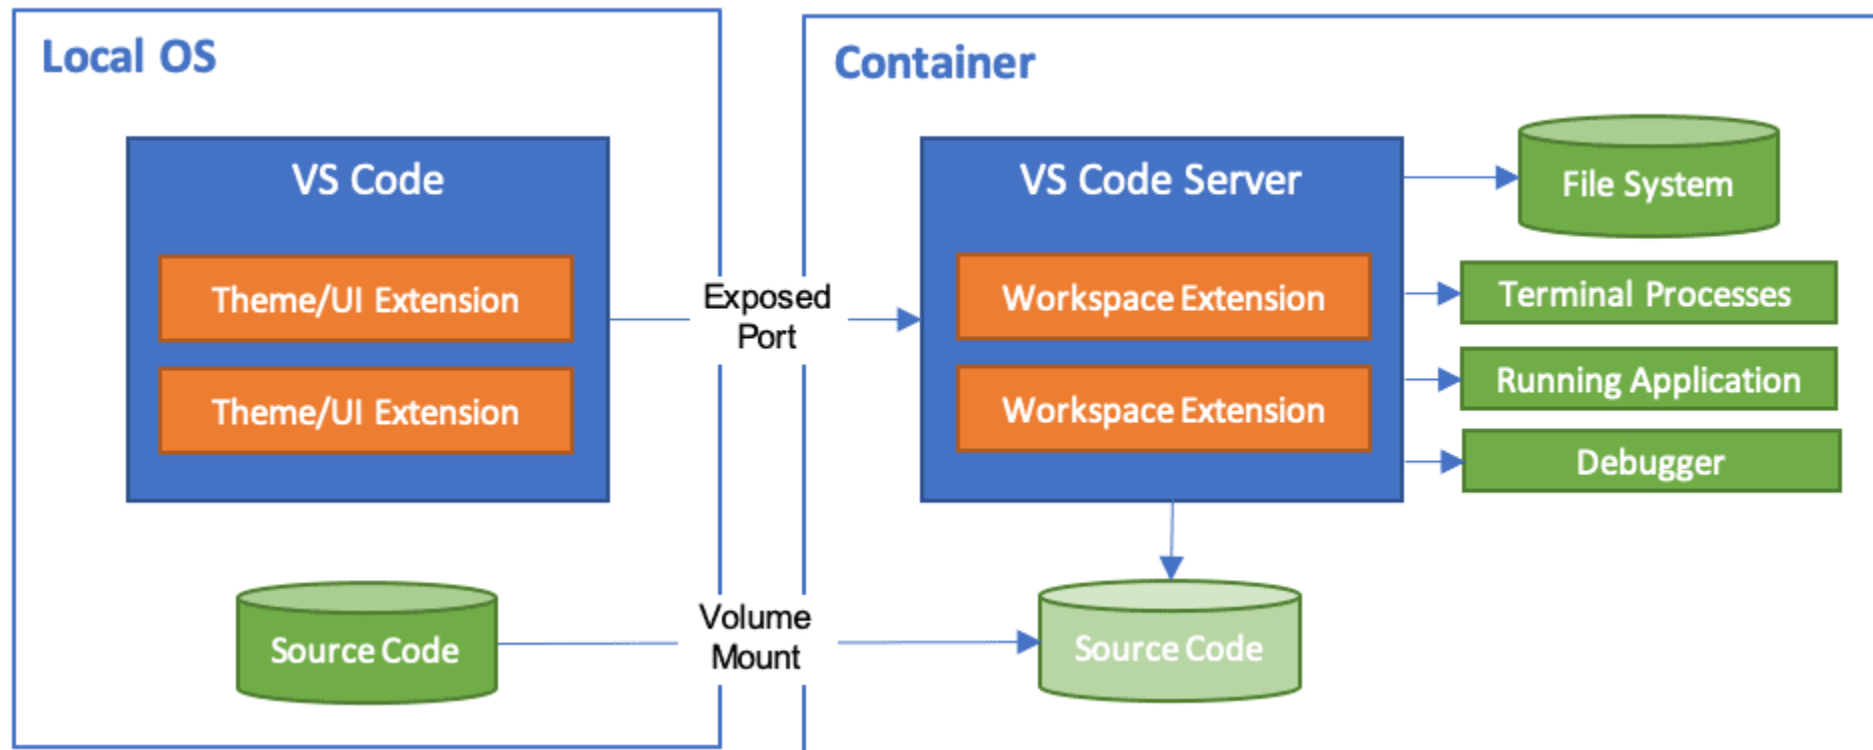 Local OS
VS Code
Theme/UI Extension
Theme/UI Extension
Source Code
Exposed
Port
Volume
Mount
Container
VS Code Server
Workspace Extension
Workspace Extension
File System
Terminal Processes
Running Application
Debugger
Source Code